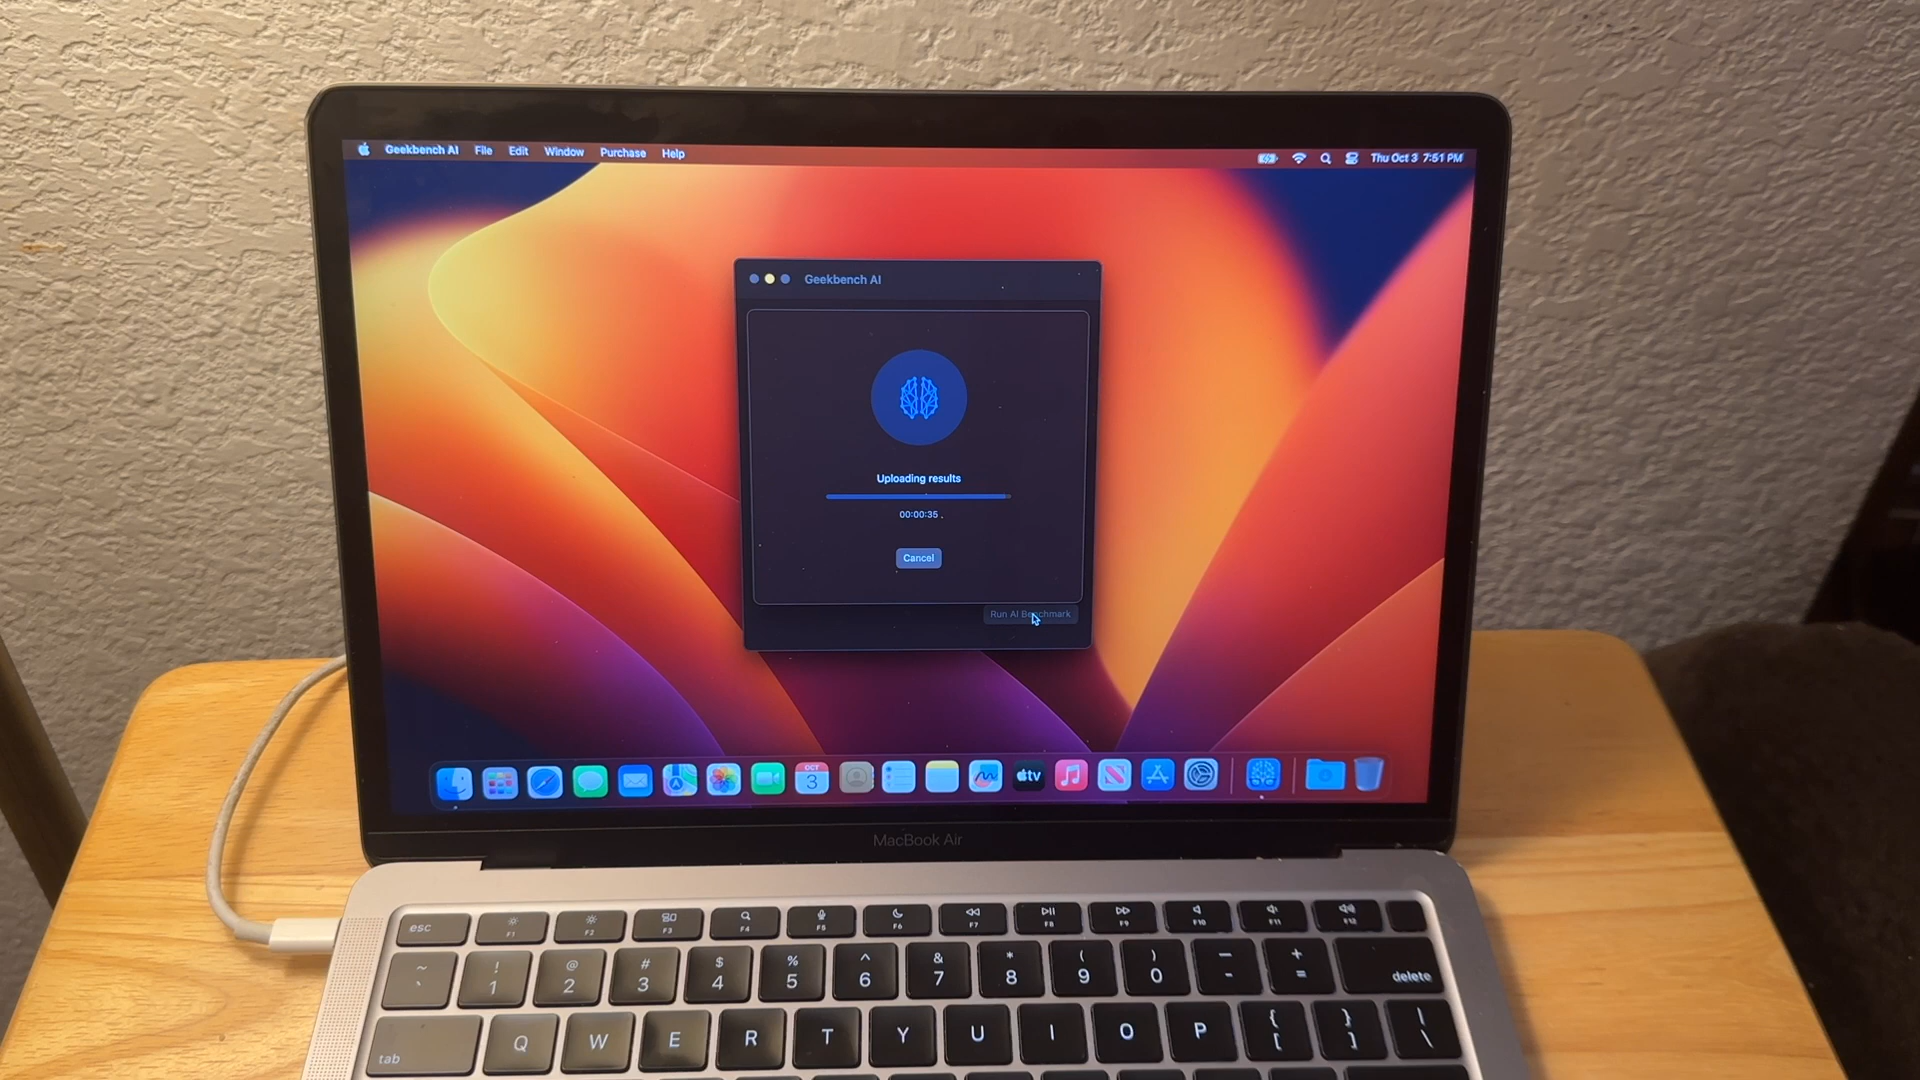 Geekbench AI File Edit Window Purchase Help Thu Oct 3 7:51 PM
Geekbench AI
Uploading results
00:00:35
Cancel
Run AI Benchmark
OCT
3
tv
MacBook Air
esc F1 F2 F3 F4 F5 F6 F7 F8 F9 F10 F11 F12
~ ! @ # $ % ^ & * ( ) — +
` 1 2 3 4 5 6 7 8 9 0 - = delete
{ } |
tab Q W E R T Y U I O P [ ] \